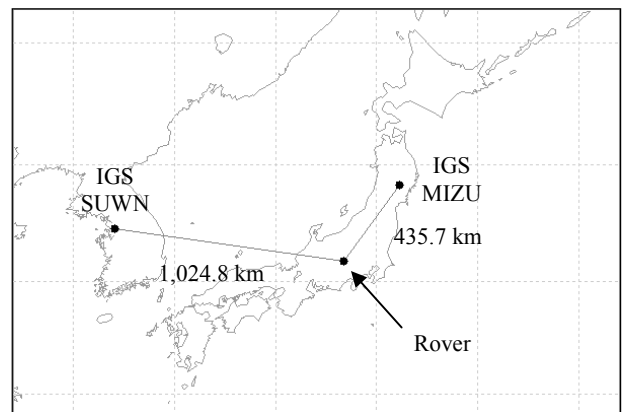 IGS
SUWN
IGS
MIZU
435.7 km
1,024.8 km
Rover